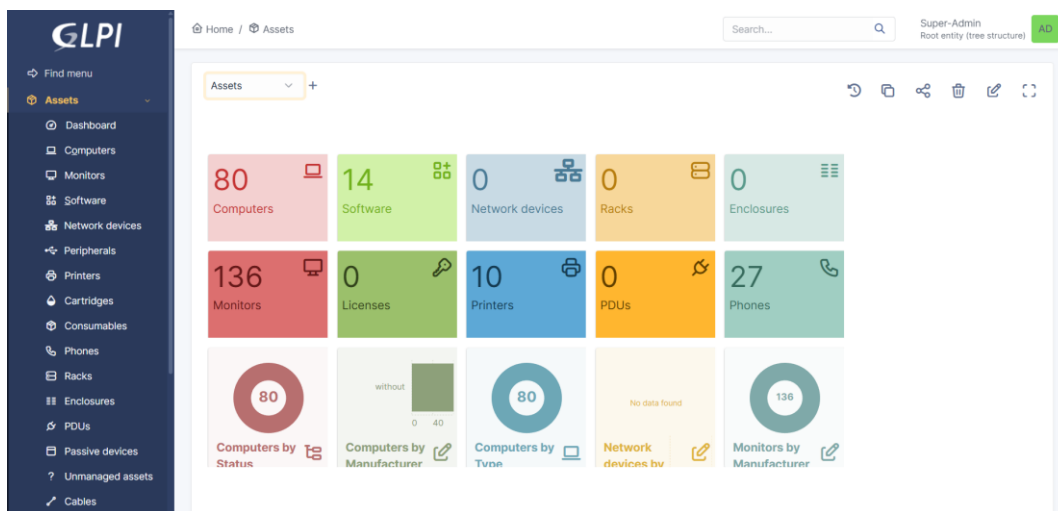 GLPI
Home / Assets
Search...
Super-Admin
Root entity (tree structure)
AD
Find menu
Assets
Dashboard
Computers
Monitors
Software
Network devices
Peripherals
Printers
Cartridges
Consumables
Phones
Racks
Enclosures
PDUs
Passive devices
? Unmanaged assets
Cables
Assets
80
Computers
14
Software
0
Network devices
0
Racks
0
Enclosures
136
Monitors
0
Licenses
10
Printers
0
PDUs
27
Phones
80
Computers by
Status
without
0 40
Computers by
Manufacturer
80
Computers by
Type
No data found
Network
devices by
136
Monitors by
Manufacturer